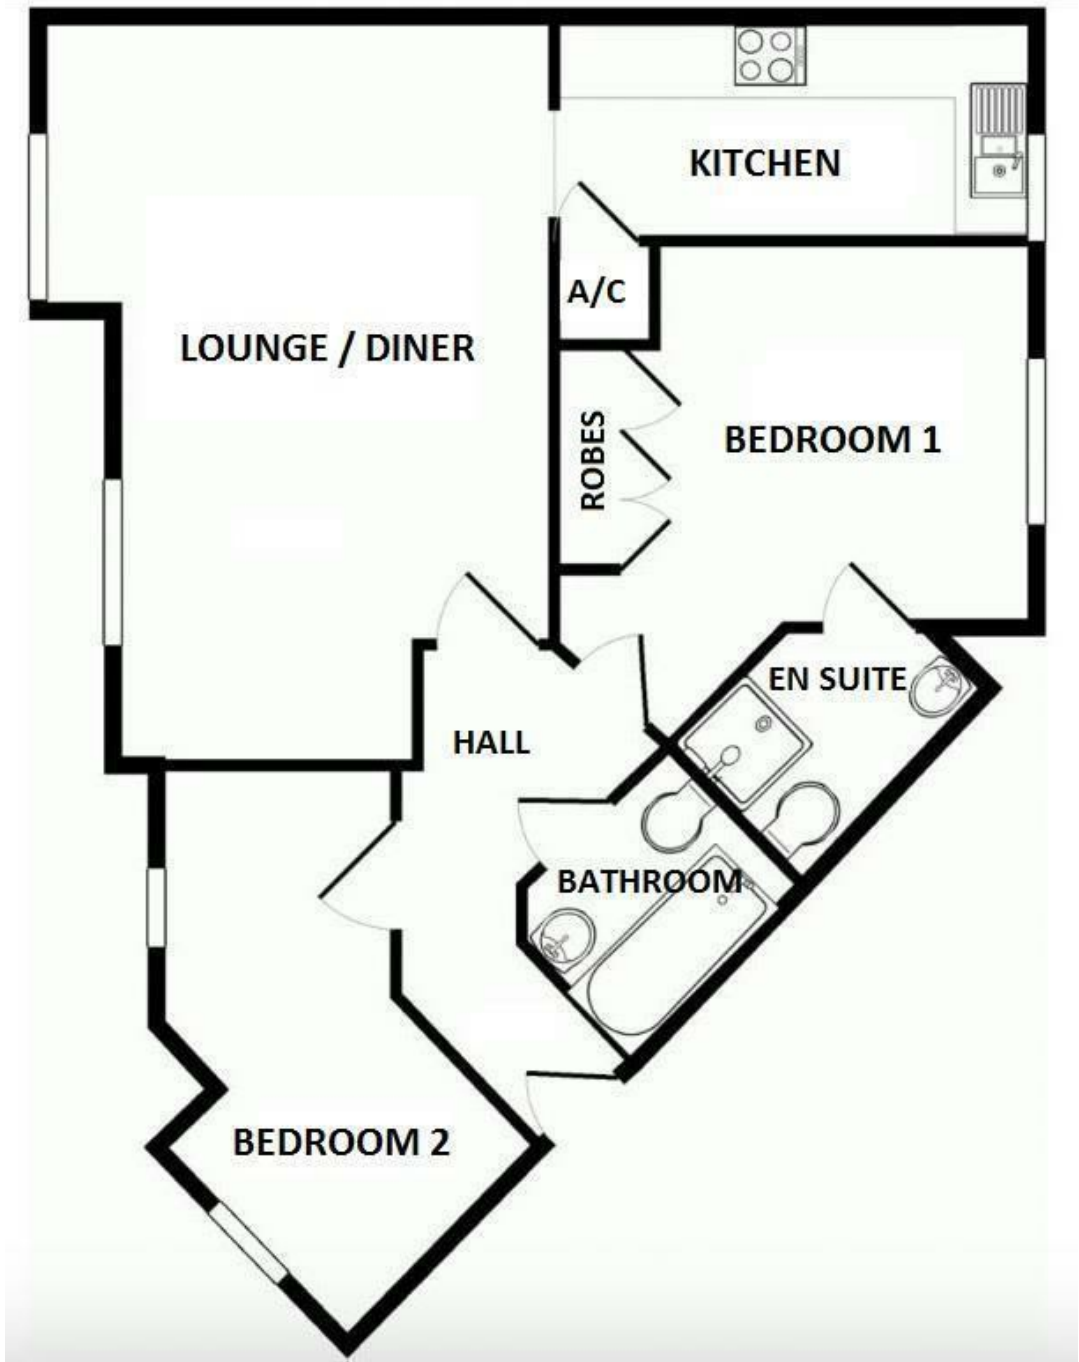 KITCHEN
A/C
LOUNGE / DINER
ROBES
BEDROOM 1
EN SUITE
HALL
BATHROOM
BEDROOM 2